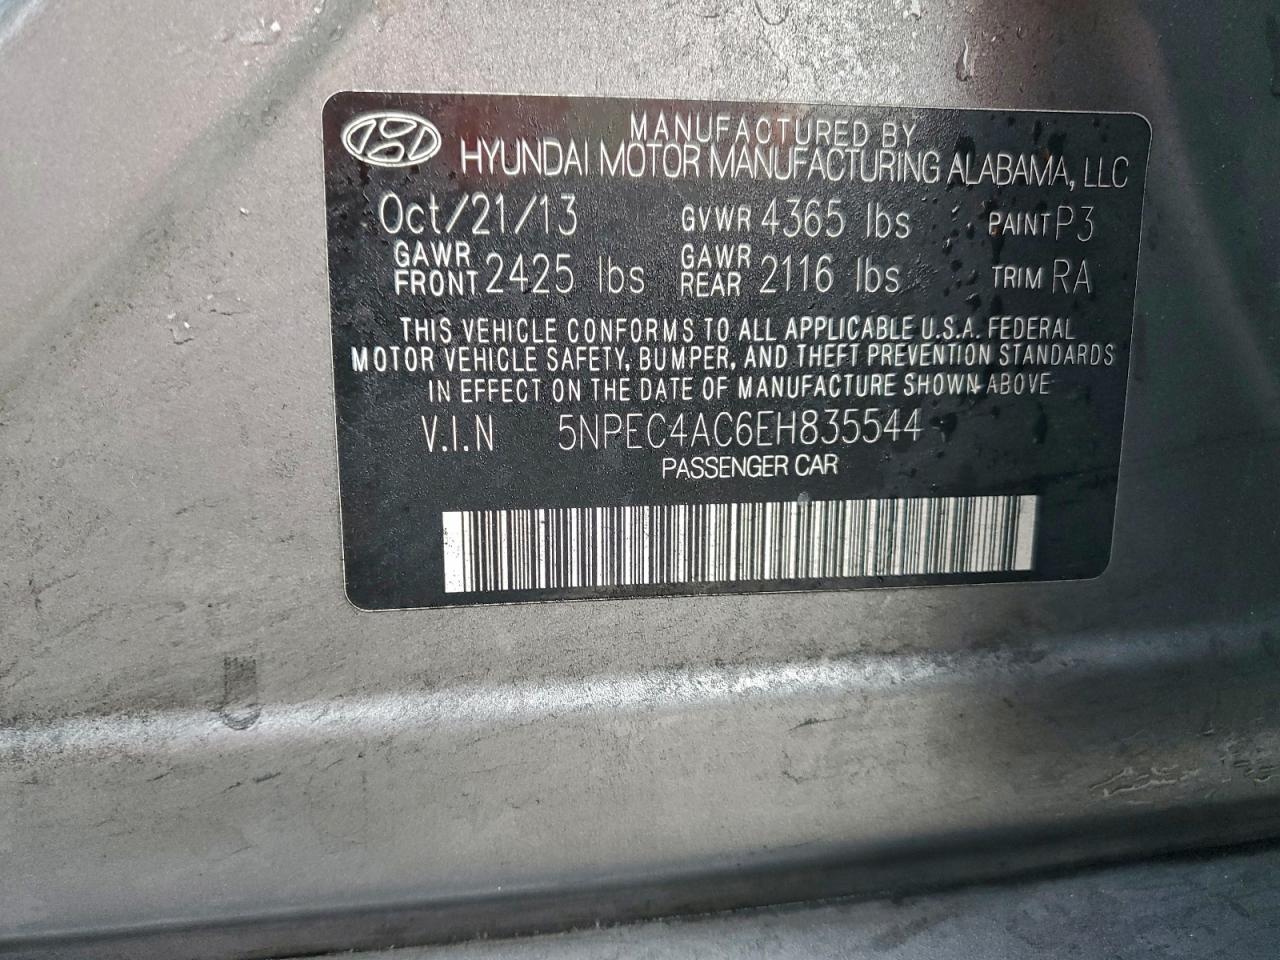 MANUFACTURED BY
HYUNDAI MOTOR MANUFACTURING ALABAMA, LLC
Oct/21/13 GVWR 4365 lbs PAINT P3
GAWR FRONT 2425 lbs GAWR REAR 2116 lbs TRIM RA
THIS VEHICLE CONFORMS TO ALL APPLICABLE U.S.A. FEDERAL
MOTOR VEHICLE SAFETY, BUMPER, AND THEFT PREVENTION STANDARDS
IN EFFECT ON THE DATE OF MANUFACTURE SHOWN ABOVE
V.I.N 5NPEC4AC6EH835544
PASSENGER CAR